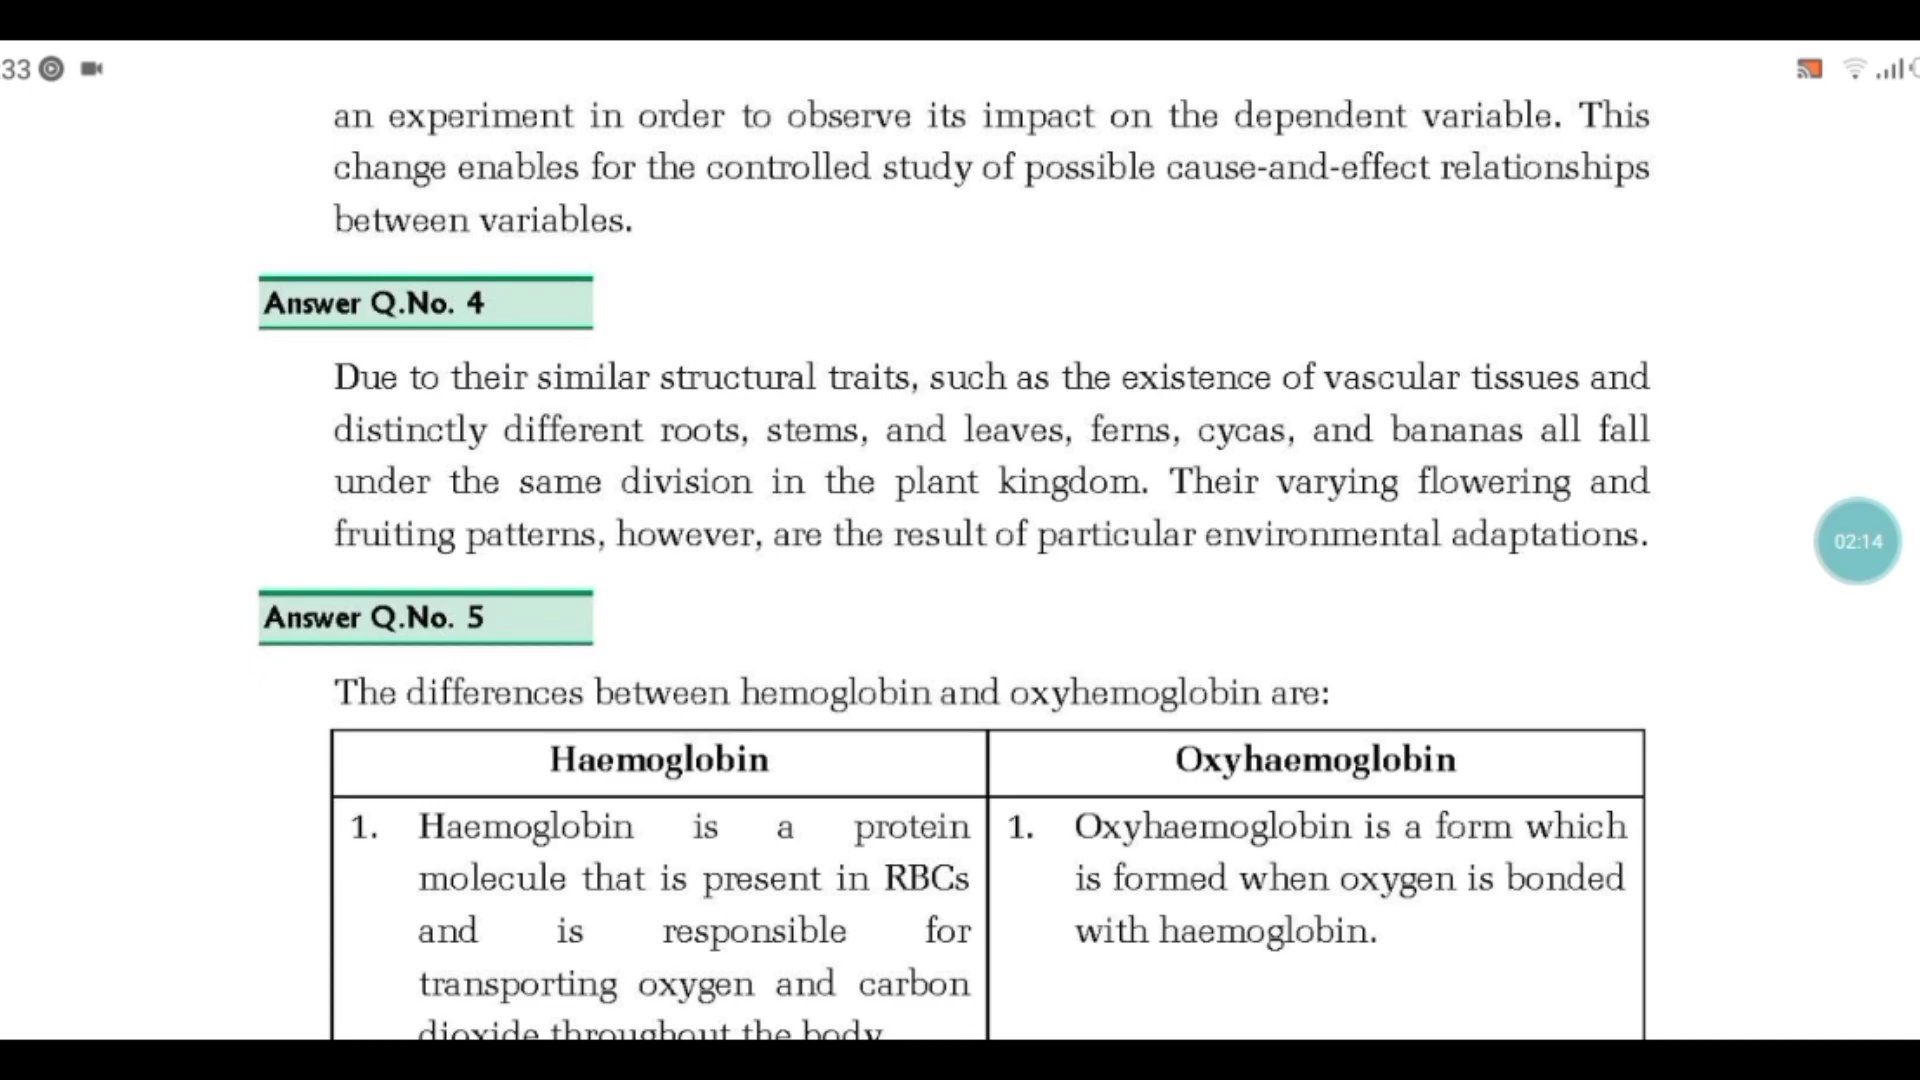 :33
an experiment in order to observe its impact on the dependent variable. This
change enables for the controlled study of possible cause-and-effect relationships
between variables.
Answer Q.No. 4
Due to their similar structural traits, such as the existence of vascular tissues and
distinctly different roots, stems, and leaves, ferns, cycas, and bananas all fall
under the same division in the plant kingdom. Their varying flowering and
fruiting patterns, however, are the result of particular environmental adaptations.
02:14
Answer Q.No. 5
The differences between hemoglobin and oxyhemoglobin are:
Haemoglobin
1. Haemoglobin is a protein
molecule that is present in RBCs
and is responsible for
transporting oxygen and carbon
dioxide throughout the body
Oxyhaemoglobin
1. Oxyhaemoglobin is a form which
is formed when oxygen is bonded
with haemoglobin.